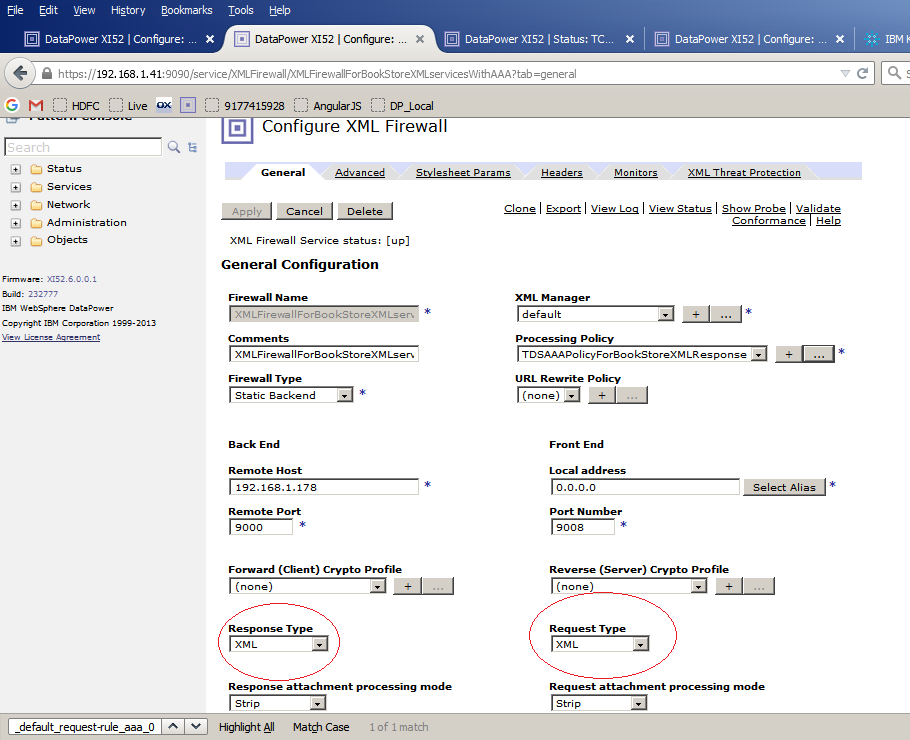 File Edit View History Bookmarks Tools Help
DataPower XI52 | Configure: ... × DataPower XI52 | Configure: ... × DataPower XI52 | Status: TC... × DataPower XI52 | Configure: ... × IBM K
https://192.168.1.41:9090/service/XMLFirewall/XMLFirewallForBookStoreXMLservicesWithAAA?tab=general
HDFC Live OX 9177415928 AngularJS DP_Local
Pattern Console
Configure XML Firewall
Search
General Advanced Stylesheet Params Headers Monitors XML Threat Protection
Status
Services
Network
Administration
Objects
Apply Cancel Delete
Clone | Export | View Log | View Status | Show Probe | Validate
Conformance | Help
XML Firewall Service status: [up]
General Configuration
Firmware: XI52.6.0.0.1
Build: 232777
IBM WebSphere DataPower
Copyright IBM Corporation 1999-2013
View License Agreement
Firewall Name
XMLFirewallForBookStoreXMLserv *
XML Manager
default + ... *
Comments
XMLFirewallForBookStoreXMLserv
Processing Policy
TDSAAAPolicyForBookStoreXMLResponse + ... *
Firewall Type
Static Backend *
URL Rewrite Policy
(none) + ...
Back End
Front End
Remote Host
192.168.1.178 *
Local address
0.0.0.0 Select Alias *
Remote Port
9000 *
Port Number
9008 *
Forward (Client) Crypto Profile
(none) + ...
Reverse (Server) Crypto Profile
(none) + ...
Response Type
XML
Request Type
XML
Response attachment processing mode
Strip
Request attachment processing mode
Strip
_default_request-rule_aaa_0 Highlight All Match Case 1 of 1 match